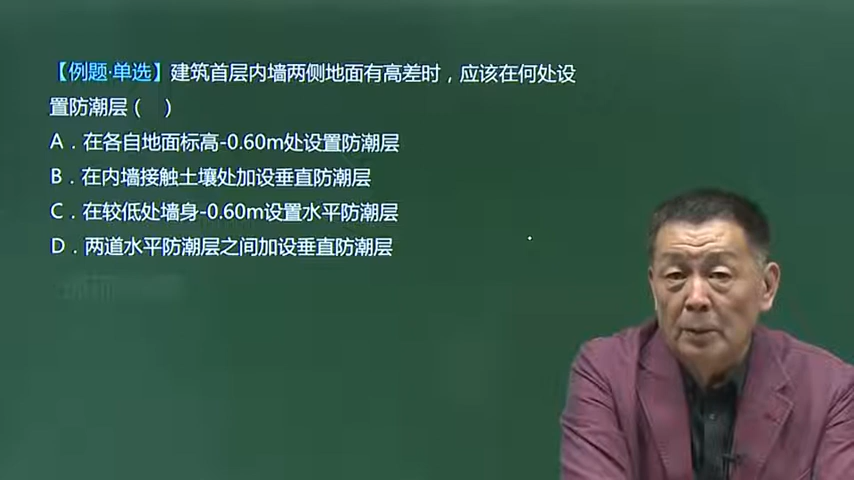 【例题·单选】建筑首层内墙两侧地面有高差时，应该在何处设
置防潮层（ ）
A．在各自地面标高-0.60m处设置防潮层
B．在内墙接触土壤处加设垂直防潮层
C．在较低处墙身-0.60m设置水平防潮层
D．两道水平防潮层之间加设垂直防潮层